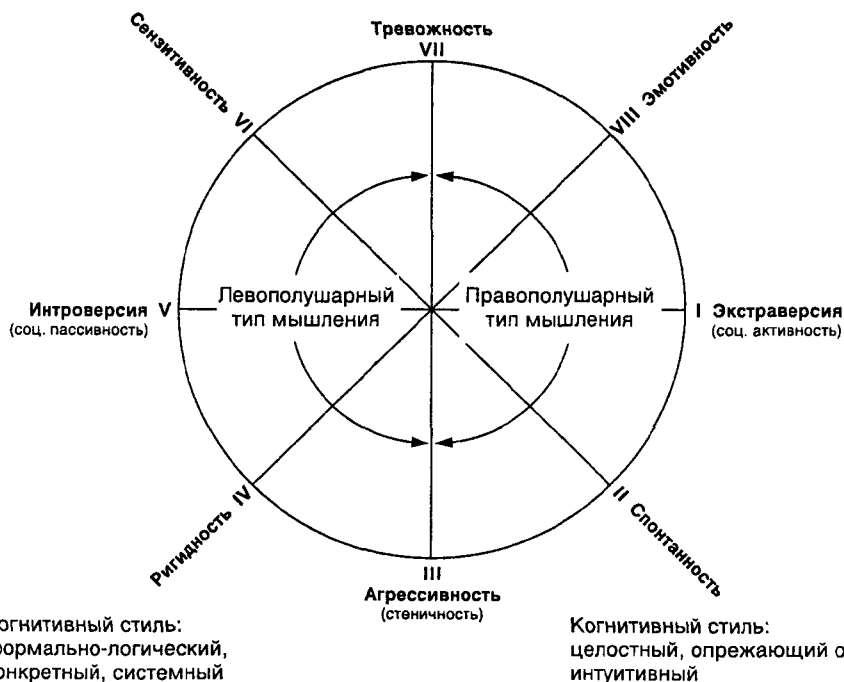 Тревожность
VII
Сензитивность VI
VIII Эмотивность
Левополушарный
тип мышления
Правополушарный
тип мышления
Интроверсия V
(соц. пассивность)
I Экстраверсия
(соц. активность)
Ригидность IV
II Спонтанность
III
Агрессивность
(стеничность)
огнитивный стиль:
ормально-логический,
онкретный, системный
Когнитивный стиль:
целостный, опрежающий о
интуитивный